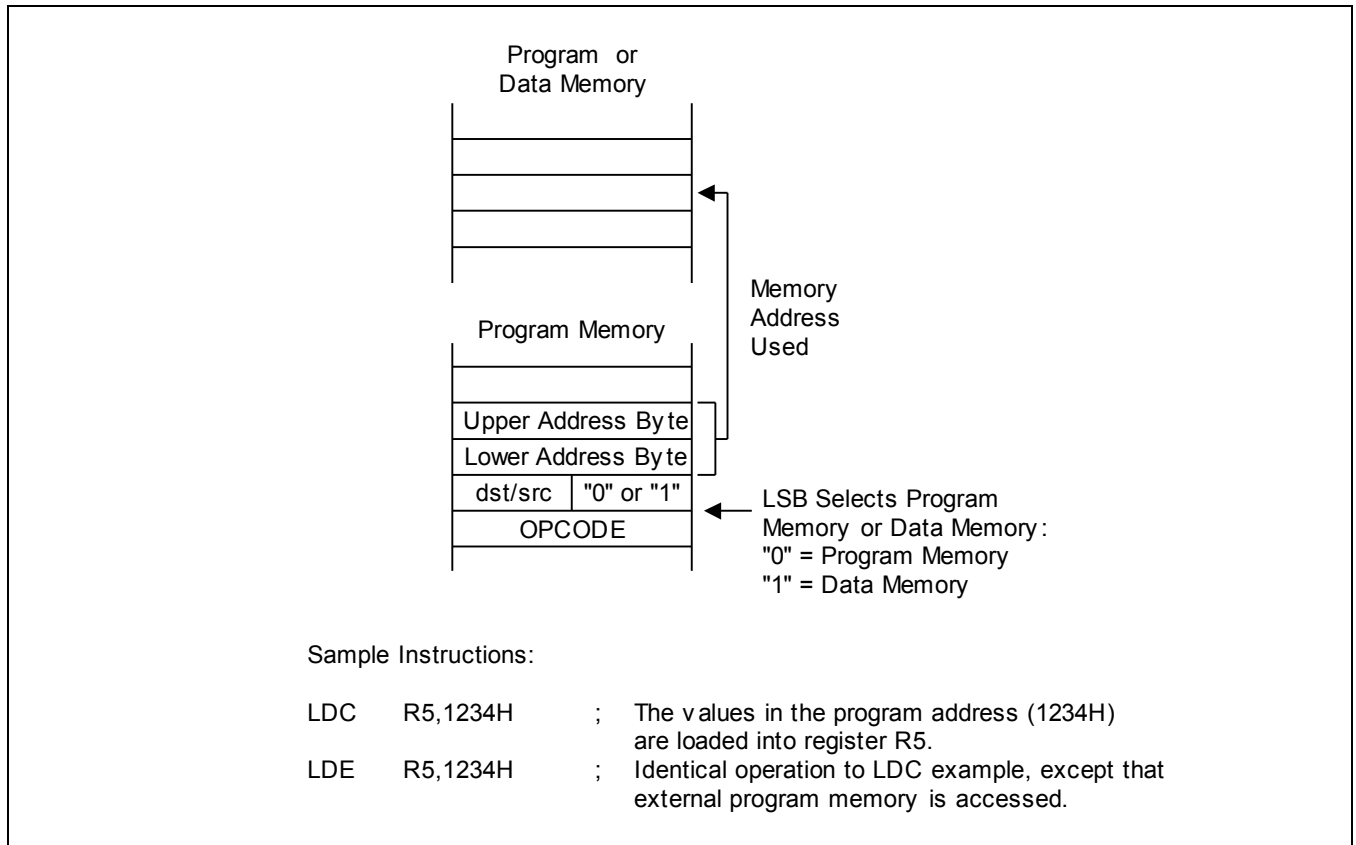 Program or
Data Memory
Memory
Address
Used
Program Memory
Upper Address Byte
Lower Address Byte
dst/src "0" or "1"
OPCODE
LSB Selects Program
Memory or Data Memory:
"0" = Program Memory
"1" = Data Memory
Sample Instructions:
LDC R5,1234H ; The values in the program address (1234H)
are loaded into register R5.
LDE R5,1234H ; Identical operation to LDC example, except that
external program memory is accessed.